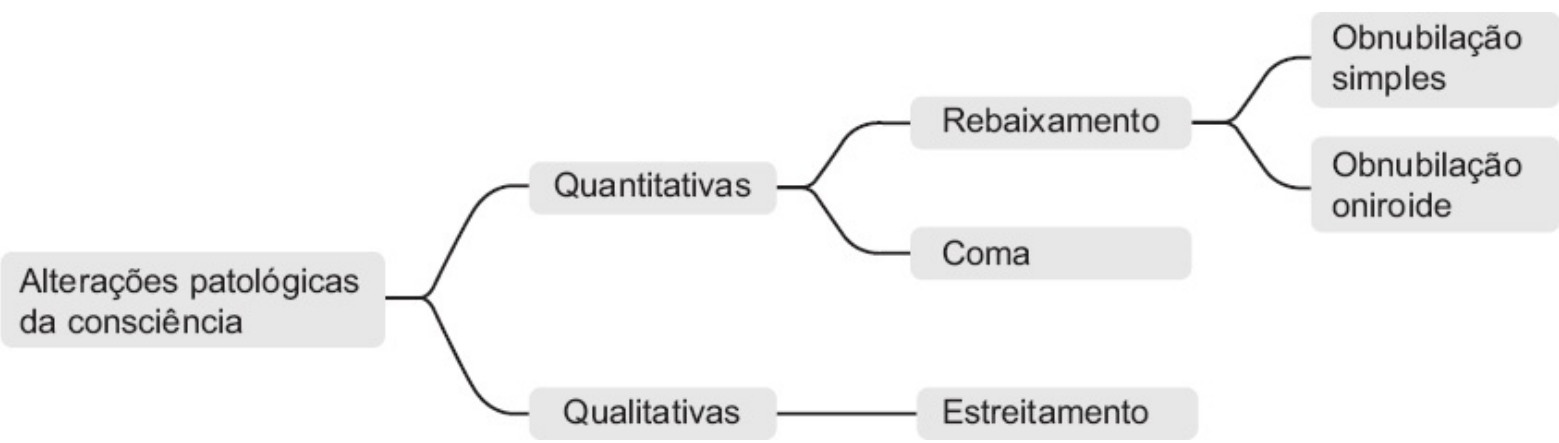 Alterações patológicas
da consciência
Quantitativas
Rebaixamento
Obnubilação
simples
Obnubilação
oniroide
Coma
Qualitativas
Estreitamento